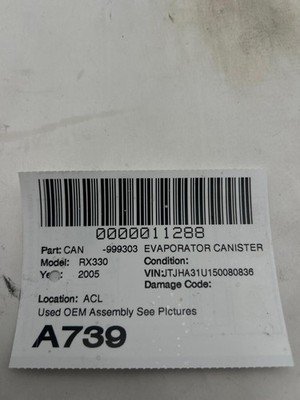 0000011288
Part: CAN -999303 EVAPORATOR CANISTER
Model: RX330 Condition:
2005 VIN:JTJHA31U150080836
Damage Code:
Location: ACL
Used OEM Assembly See Pictures
A739